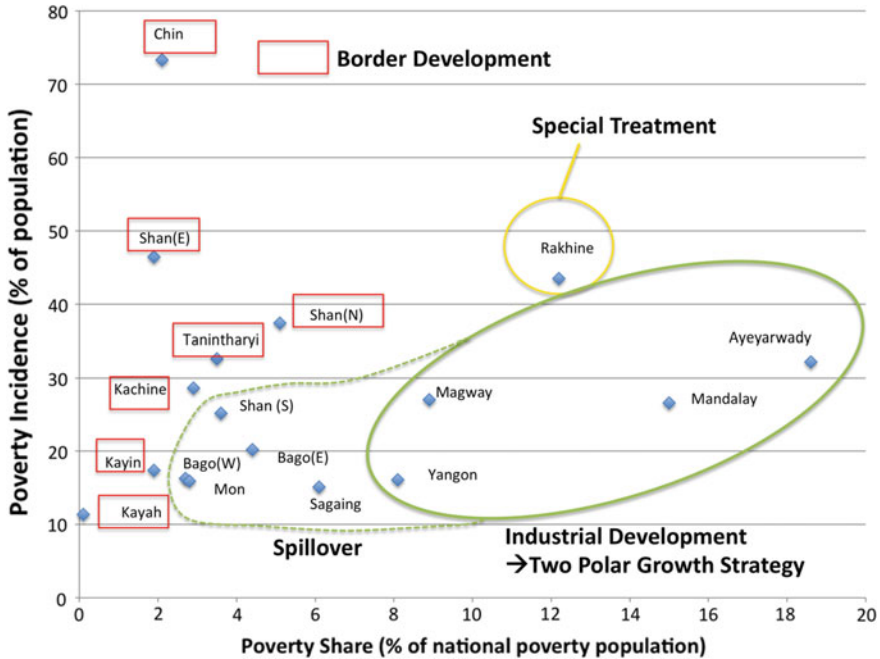 80
70
60
50
40
30
20
10
0
Poverty Incidence (% of population)
Chin
Border Development
Special Treatment
Shan(E)
Rakhine
Shan(N)
Tanintharyi
Ayeyarwady
Kachine
Magway
Mandalay
Shan (S)
Kayin
Bago(W)
Bago(E)
Yangon
Mon
Sagaing
Kayah
Spillover
Industrial Development
→Two Polar Growth Strategy
0 2 4 6 8 10 12 14 16 18 20
Poverty Share (% of national poverty population)